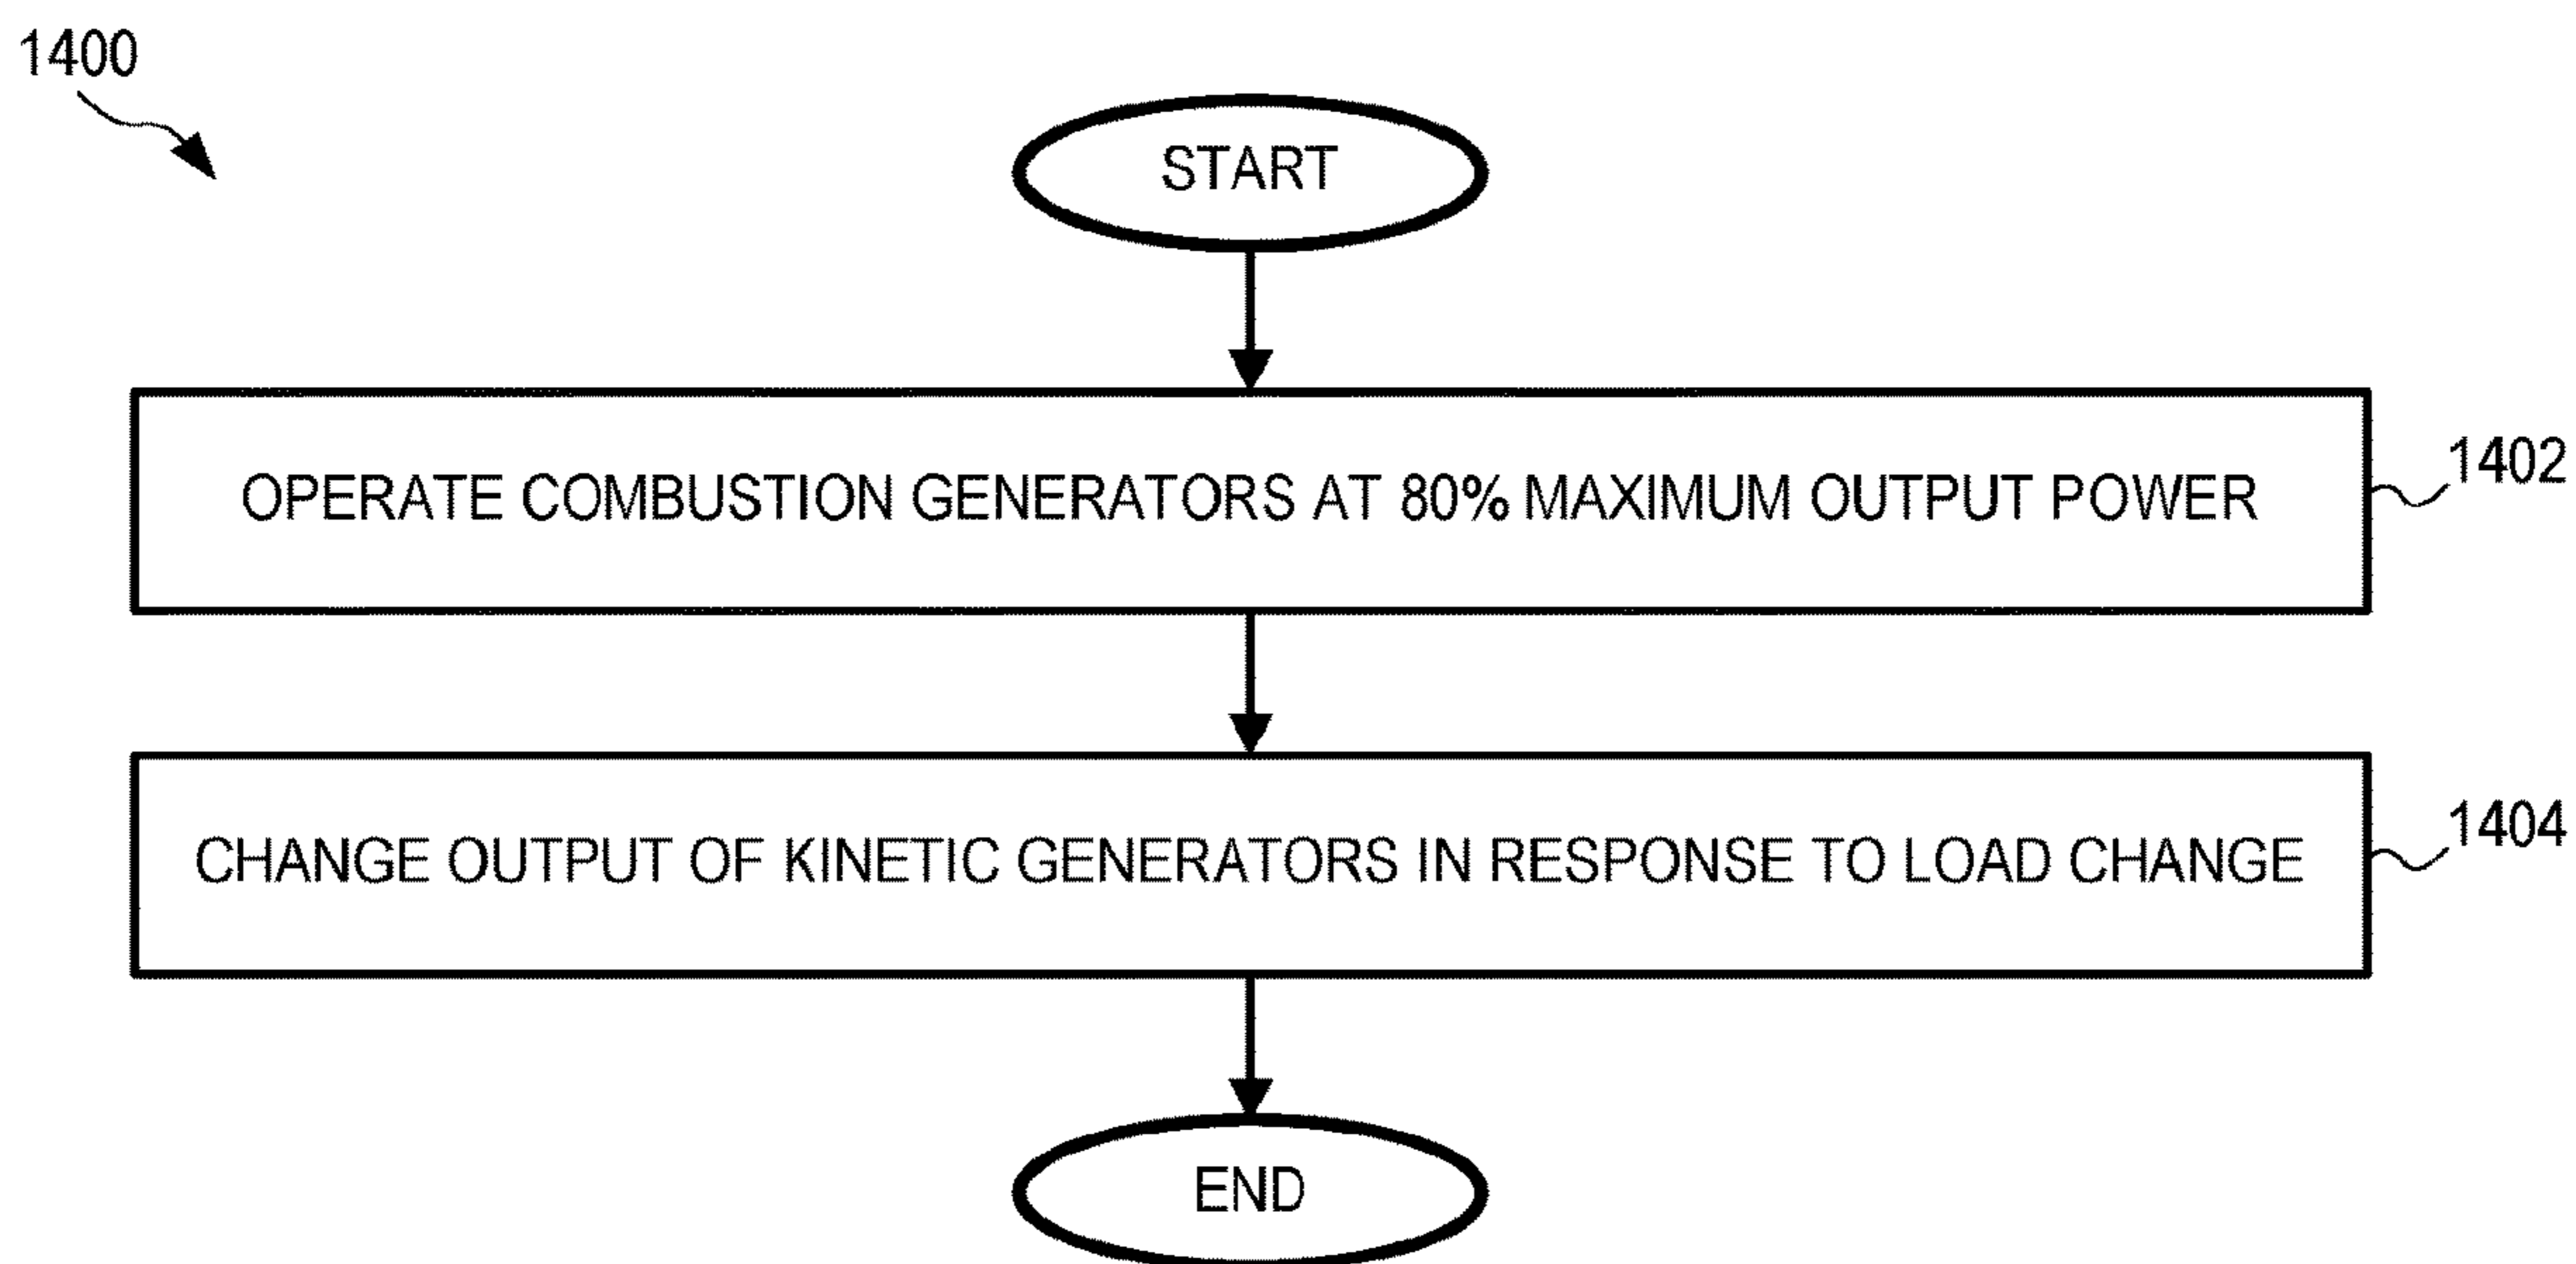 1400
START
OPERATE COMBUSTION GENERATORS AT 80% MAXIMUM OUTPUT POWER
1402
CHANGE OUTPUT OF KINETIC GENERATORS IN RESPONSE TO LOAD CHANGE
1404
END